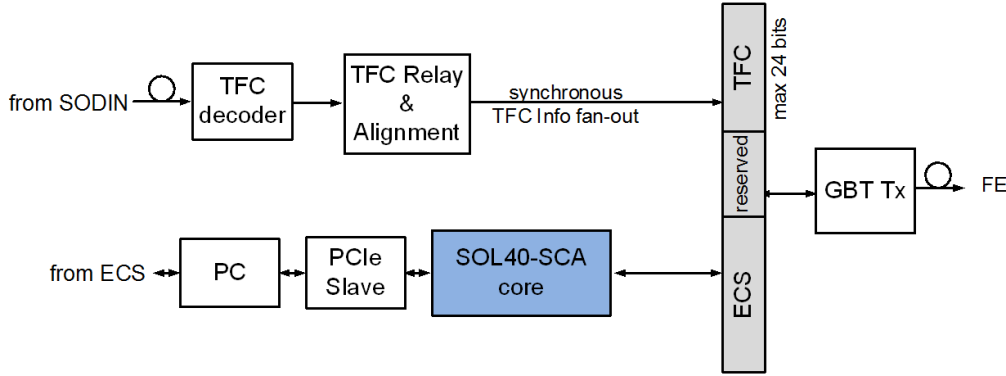 from SODIN
TFC
decoder
TFC Relay
&
Alignment
synchronous
TFC Info fan-out
TFC
max 24 bits
reserved
ECS
GBT Tx
FE
from ECS
PC
PCIe
Slave
SOL40-SCA
core